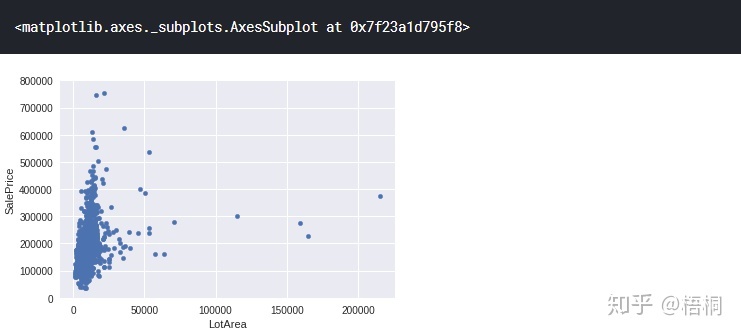 <matplotlib.axes._subplots.AxesSubplot at 0x7f23a1d795f8>
800000
700000
600000
500000
400000
300000
200000
100000
0
SalePrice
0 50000 100000 150000 200000
LotArea
知乎 @梧桐